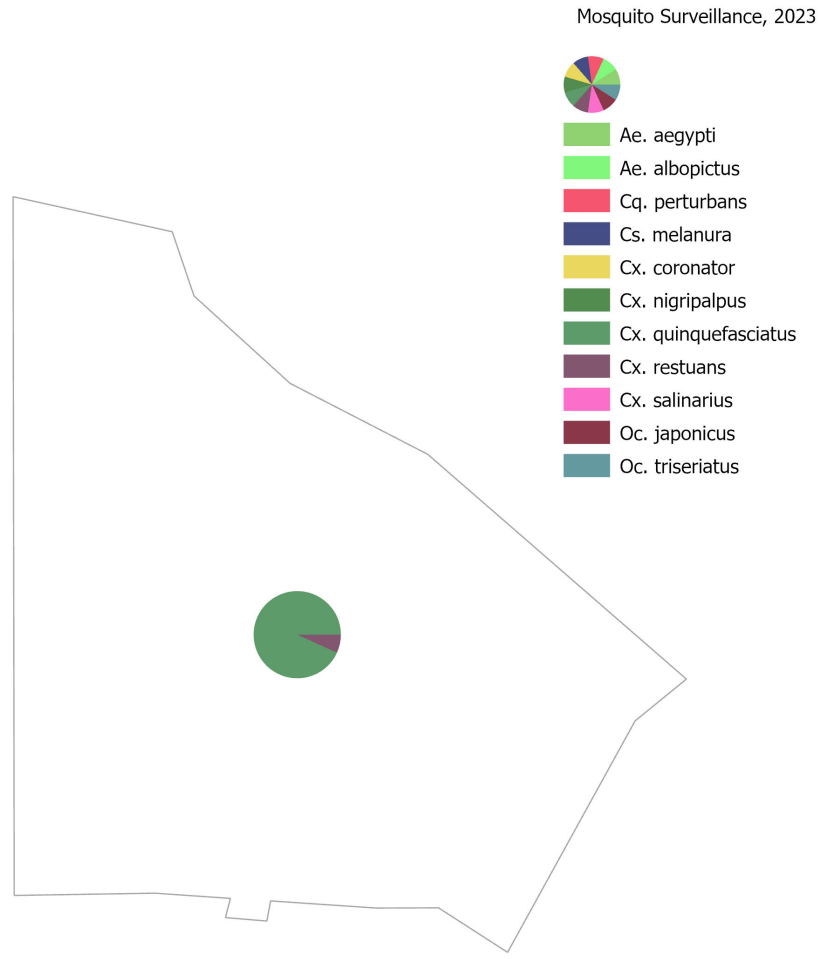 Mosquito Surveillance, 2023
Ae. aegypti
Ae. albopictus
Cq. perturbans
Cs. melanura
Cx. coronator
Cx. nigripalpus
Cx. quinquefasciatus
Cx. restuans
Cx. salinarius
Oc. japonicus
Oc. triseriatus